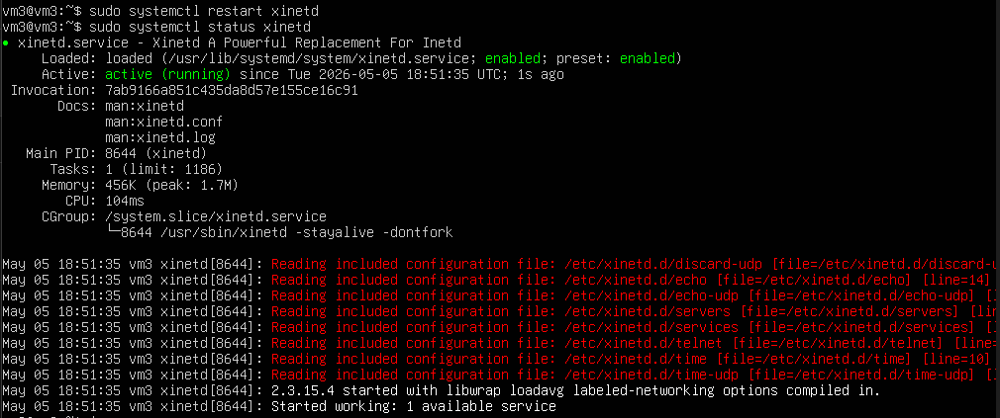 vm3@vm3:~$ sudo systemctl restart xinetd
vm3@vm3:~$ sudo systemctl status xinetd
● xinetd.service - Xinetd A Powerful Replacement For Inetd
Loaded: loaded (/usr/lib/systemd/system/xinetd.service; enabled; preset: enabled)
Active: active (running) since Tue 2026-05-05 18:51:35 UTC; 1s ago
Invocation: 7ab9166a851c435da8d57e155ce16c91
Docs: man:xinetd
man:xinetd.conf
man:xinetd.log
Main PID: 8644 (xinetd)
Tasks: 1 (limit: 1186)
Memory: 456K (peak: 1.7M)
CPU: 104ms
CGroup: /system.slice/xinetd.service
└─8644 /usr/sbin/xinetd -stayalive -dontfork
May 05 18:51:35 vm3 xinetd[8644]: Reading included configuration file: /etc/xinetd.d/discard-udp [file=/etc/xinetd.d/discard-u
May 05 18:51:35 vm3 xinetd[8644]: Reading included configuration file: /etc/xinetd.d/echo [file=/etc/xinetd.d/echo] [line=14]
May 05 18:51:35 vm3 xinetd[8644]: Reading included configuration file: /etc/xinetd.d/echo-udp [file=/etc/xinetd.d/echo-udp] [
May 05 18:51:35 vm3 xinetd[8644]: Reading included configuration file: /etc/xinetd.d/servers [file=/etc/xinetd.d/servers] [lin
May 05 18:51:35 vm3 xinetd[8644]: Reading included configuration file: /etc/xinetd.d/services [file=/etc/xinetd.d/services] [
May 05 18:51:35 vm3 xinetd[8644]: Reading included configuration file: /etc/xinetd.d/telnet [file=/etc/xinetd.d/telnet] [line=
May 05 18:51:35 vm3 xinetd[8644]: Reading included configuration file: /etc/xinetd.d/time [file=/etc/xinetd.d/time] [line=10]
May 05 18:51:35 vm3 xinetd[8644]: Reading included configuration file: /etc/xinetd.d/time-udp [file=/etc/xinetd.d/time-udp] [
May 05 18:51:35 vm3 xinetd[8644]: 2.3.15.4 started with libwrap loadavg labeled-networking options compiled in.
May 05 18:51:35 vm3 xinetd[8644]: Started working: 1 available service